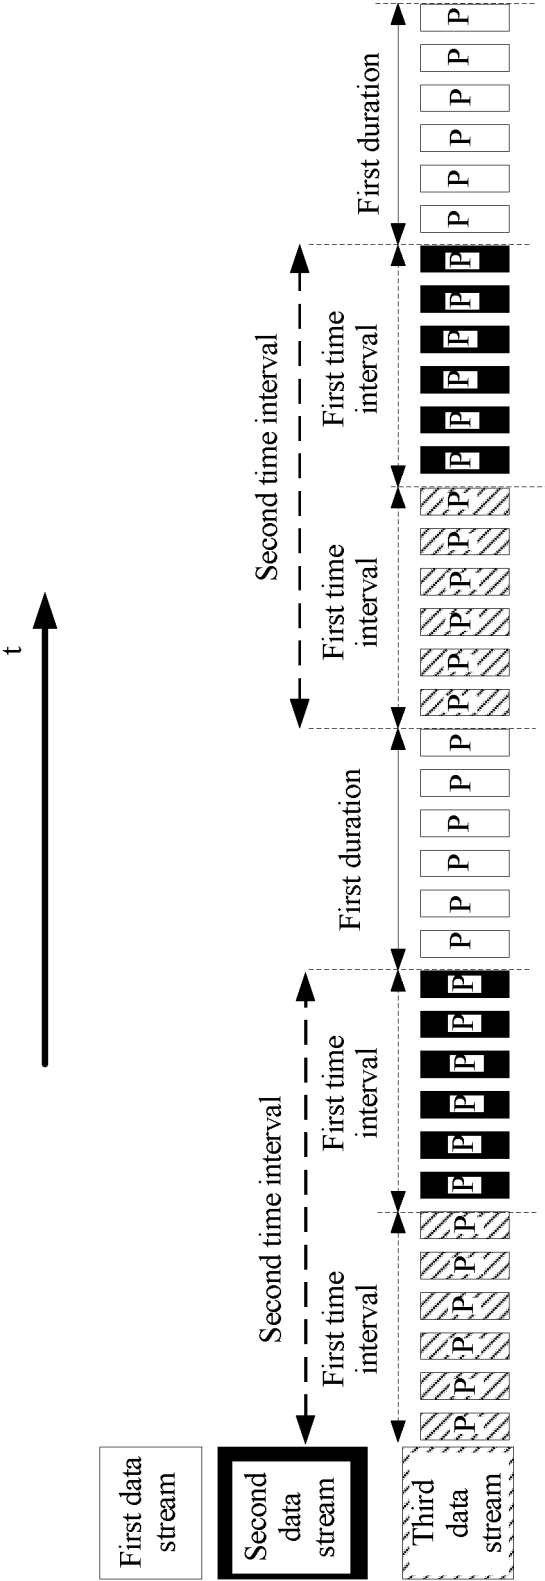 t
First data
stream
Second
data
stream
Third
data
stream
Second time interval
Second time interval
First time
interval
First time
interval
First duration
First time
interval
First time
interval
First duration
P P P P P P P P P P P P P P P P P P P P P P P P P P P P P P P P P P P P